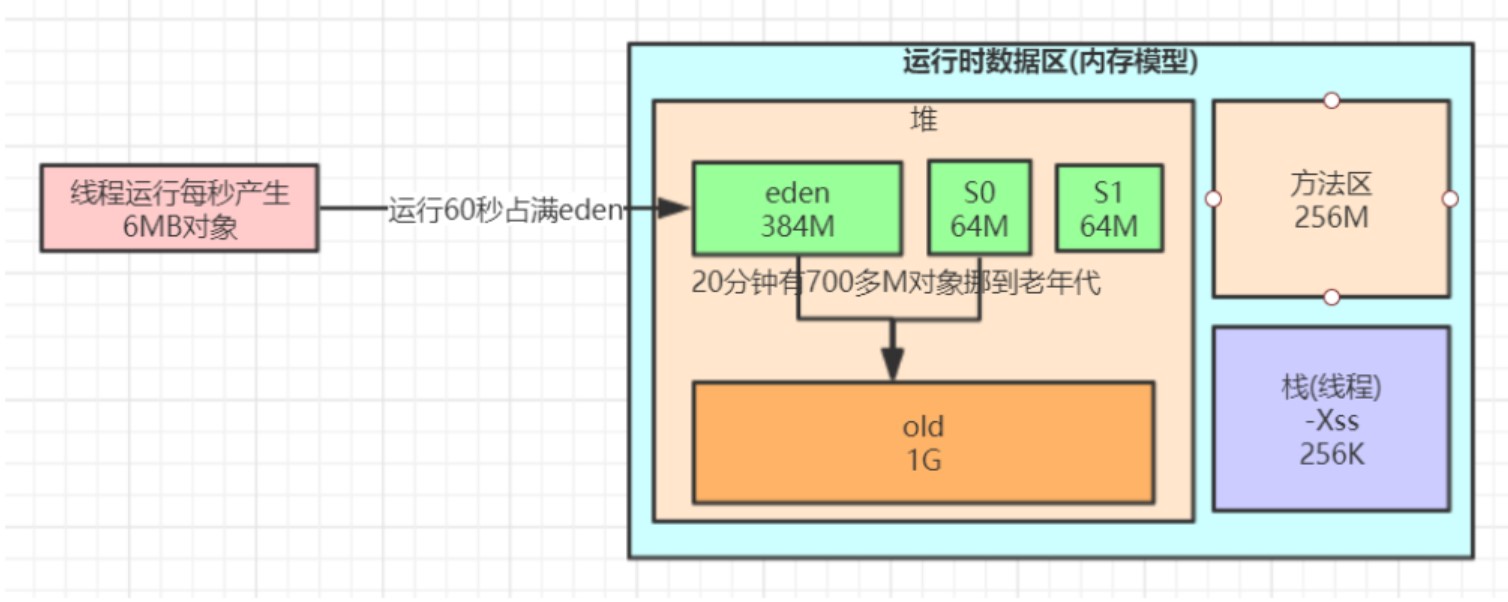 运行时数据区(内存模型)
堆
线程运行每秒产生
6MB对象
运行60秒占满eden
eden
384M
S0
64M
S1
64M
方法区
256M
20分钟有700多M对象挪到老年代
old
1G
栈(线程)
-Xss
256K